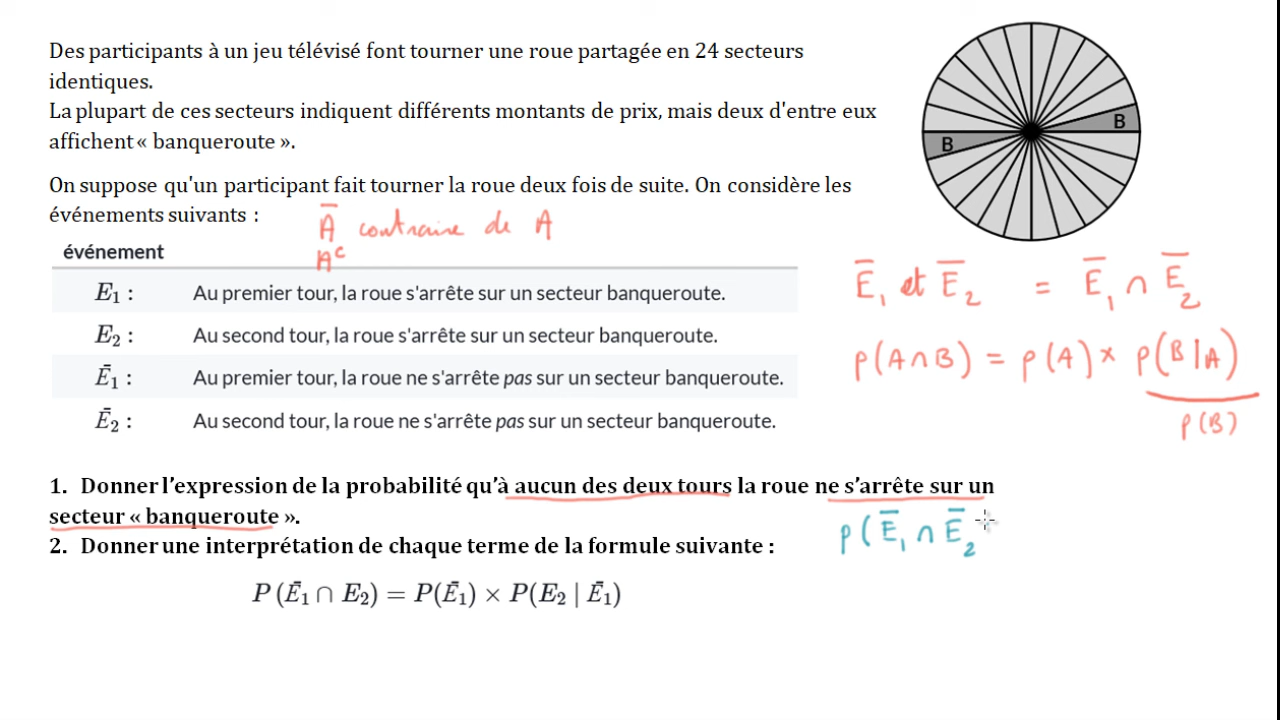 Des participants à un jeu télévisé font tourner une roue partagée en 24 secteurs
identiques.
La plupart de ces secteurs indiquent différents montants de prix, mais deux d'entre eux
affichent « banqueroute ».
B
B
On suppose qu'un participant fait tourner la roue deux fois de suite. On considère les
événements suivants :
Ā contraire de A
Aᶜ
événement
E₁ : Au premier tour, la roue s'arrête sur un secteur banqueroute.
E₂ : Au second tour, la roue s'arrête sur un secteur banqueroute.
Ē₁ : Au premier tour, la roue ne s'arrête pas sur un secteur banqueroute.
Ē₂ : Au second tour, la roue ne s'arrête pas sur un secteur banqueroute.
Ē₁ et Ē₂ = Ē₁ ∩ Ē₂
p(A∩B) = p(A) × p(B|A)
p(B)
1. Donner l'expression de la probabilité qu'à aucun des deux tours la roue ne s'arrête sur un
secteur « banqueroute ».
p(Ē₁ ∩ Ē₂
2. Donner une interprétation de chaque terme de la formule suivante :
P(Ē₁ ∩ E₂) = P(Ē₁) × P(E₂ | Ē₁)